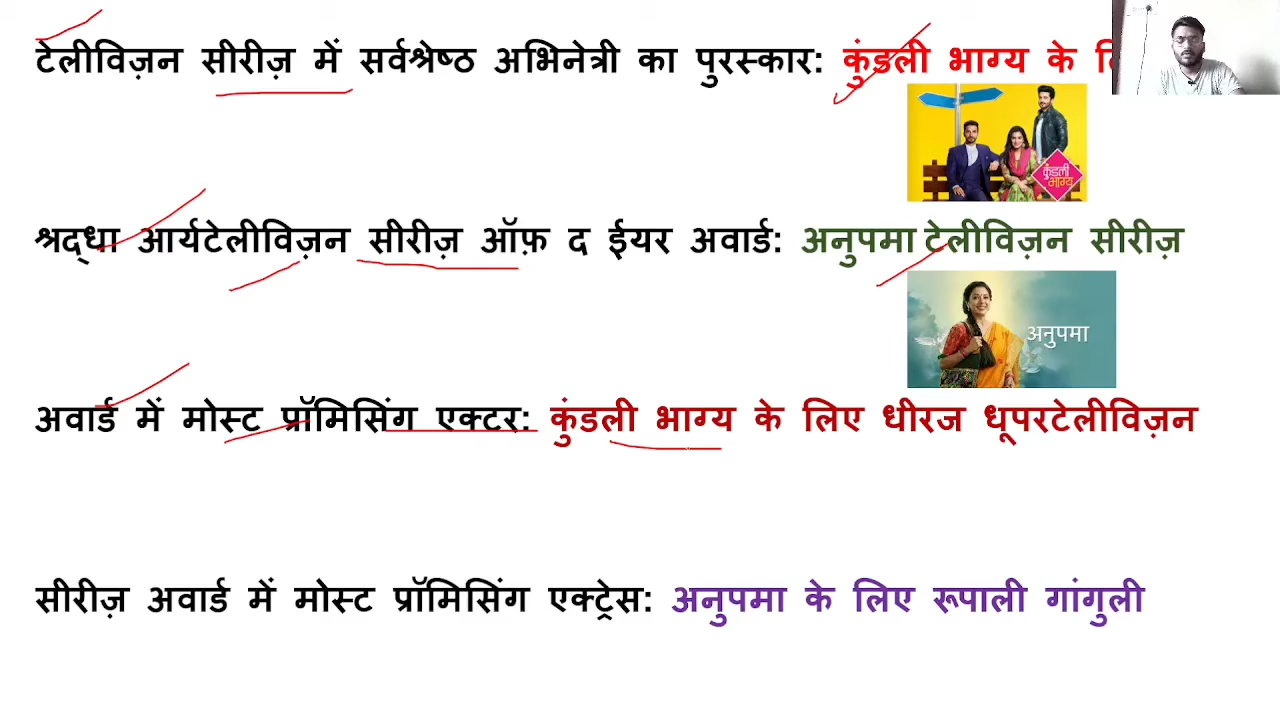 टेलीविज़न सीरीज़ में सर्वश्रेष्ठ अभिनेत्री का पुरस्कार: कुंडली भाग्य के
कुंडली
भाग्य
श्रद्धा आर्यटेलीविज़न सीरीज़ ऑफ़ द ईयर अवार्ड: अनुपमा टेलीविज़न सीरीज़
अनुपमा
अवार्ड में मोस्ट प्रॉमिसिंग एक्टर: कुंडली भाग्य के लिए धीरज धूपरटेलीविज़न
सीरीज़ अवार्ड में मोस्ट प्रॉमिसिंग एक्ट्रेस: अनुपमा के लिए रूपाली गांगुली